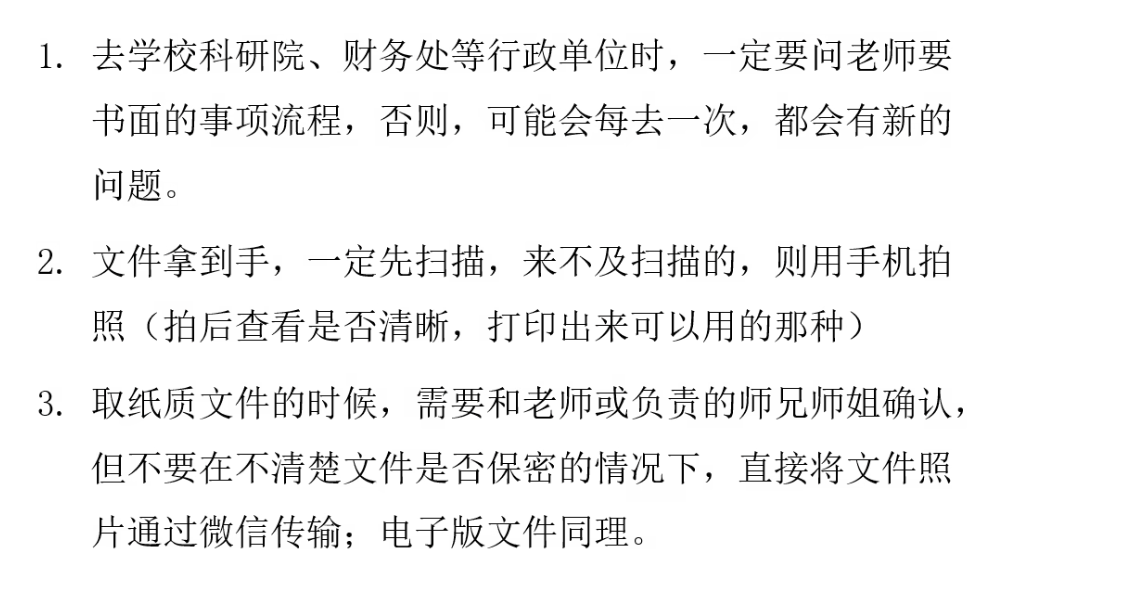 1. 去学校科研院、财务处等行政单位时，一定要问老师要
书面的事项流程，否则，可能会每去一次，都会有新的
问题。
2. 文件拿到手，一定先扫描，来不及扫描的，则用手机拍
照（拍后查看是否清晰，打印出来可以用的那种）
3. 取纸质文件的时候，需要和老师或负责的师兄师姐确认，
但不要在不清楚文件是否保密的情况下，直接将文件照
片通过微信传输；电子版文件同理。